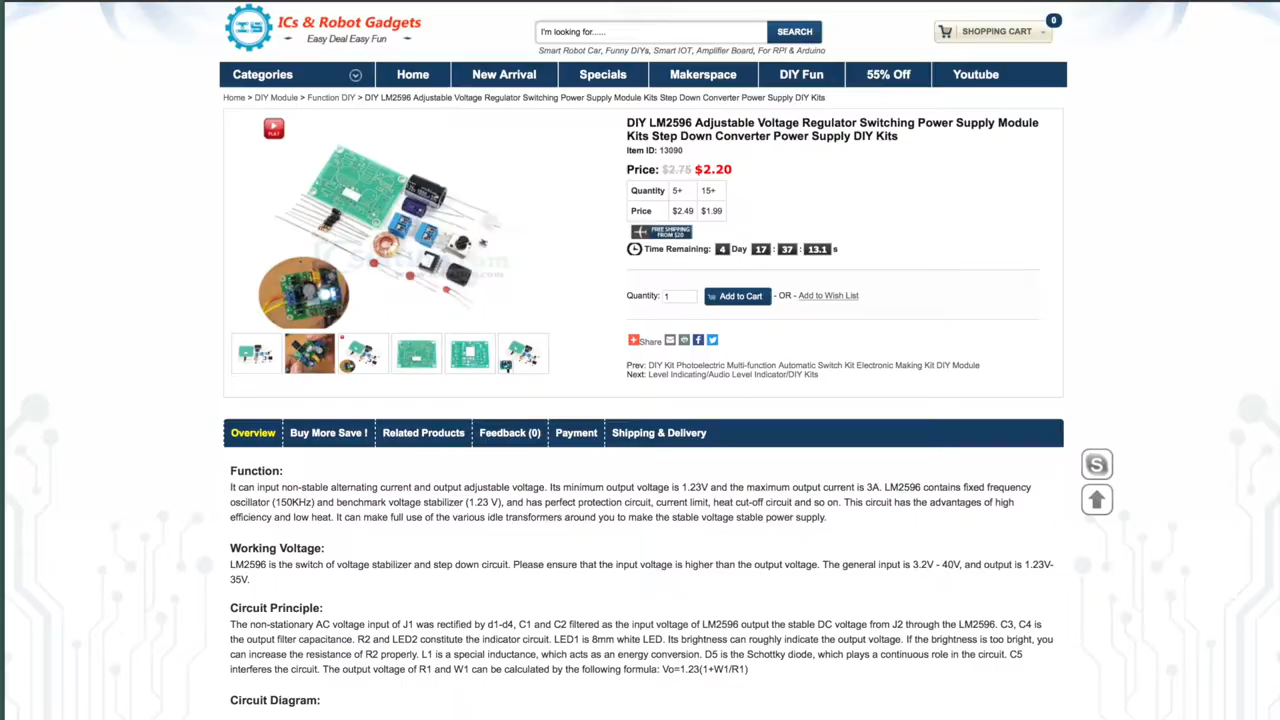 ICs & Robot Gadgets
Easy Deal Easy Fun
I'm looking for......
SEARCH
Smart Robot Car, Funny DIYs, Smart IOT, Amplifier Board, For RPI & Arduino
SHOPPING CART
0
Categories
Home
New Arrival
Specials
Makerspace
DIY Fun
55% Off
Youtube
Home > DIY Module > Function DIY > DIY LM2596 Adjustable Voltage Regulator Switching Power Supply Module Kits Step Down Converter Power Supply DIY Kits
PLAY
DIY LM2596 Adjustable Voltage Regulator Switching Power Supply Module
Kits Step Down Converter Power Supply DIY Kits
Item ID: 13090
Price: $2.75 $2.20
Quantity 5+ 15+
Price $2.49 $1.99
FREE SHIPPING
FROM $20
Time Remaining: 4 Day 17 : 37 : 13.1 s
Quantity: 1 Add to Cart - OR - Add to Wish List
Share
Prev: DIY Kit Photoelectric Multi-function Automatic Switch Kit Electronic Making Kit DIY Module
Next: Level Indicating/Audio Level Indicator/DIY Kits
Overview
Buy More Save !
Related Products
Feedback (0)
Payment
Shipping & Delivery
Function:
It can input non-stable alternating current and output adjustable voltage. Its minimum output voltage is 1.23V and the maximum output current is 3A. LM2596 contains fixed frequency
oscillator (150KHz) and benchmark voltage stabilizer (1.23 V), and has perfect protection circuit, current limit, heat cut-off circuit and so on. This circuit has the advantages of high
efficiency and low heat. It can make full use of the various idle transformers around you to make the stable voltage stable power supply.
Working Voltage:
LM2596 is the switch of voltage stabilizer and step down circuit. Please ensure that the input voltage is higher than the output voltage. The general input is 3.2V - 40V, and output is 1.23V-
35V.
Circuit Principle:
The non-stationary AC voltage input of J1 was rectified by d1-d4, C1 and C2 filtered as the input voltage of LM2596 output the stable DC voltage from J2 through the LM2596. C3, C4 is
the output filter capacitance. R2 and LED2 constitute the indicator circuit. LED1 is 8mm white LED. Its brightness can roughly indicate the output voltage. If the brightness is too bright, you
can increase the resistance of R2 properly. L1 is a special inductance, which acts as an energy conversion. D5 is the Schottky diode, which plays a continuous role in the circuit. C5
interferes the circuit. The output voltage of R1 and W1 can be calculated by the following formula: Vo=1.23(1+W1/R1)
Circuit Diagram: